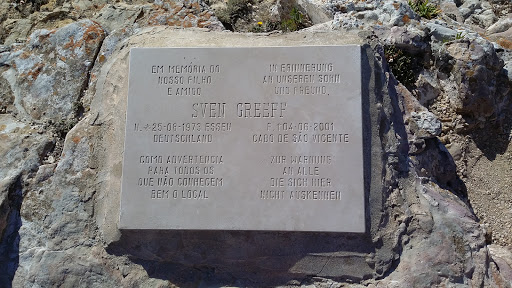 EM MEMÓRIA DO
NOSSO FILHO
E AMIGO
IN ERINNERUNG
AN UNSEREN SOHN
UND FREUND,
SVEN GREEFF
N. + 25-06-1973 ESSEN
DEUTSCHLAND
F. † 04-06-2001
CABO DE SÃO VICENTE
COMO ADVERTÊNCIA
PARA TODOS OS
QUE NÃO CONHECEM
BEM O LOCAL
ZUR WARNUNG
AN ALLE
DIE SICH HIER
NICHT AUSKENNEN